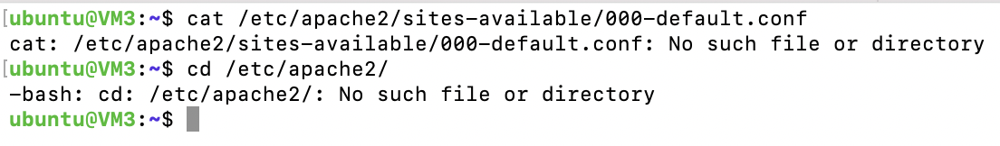 [ubuntu@VM3:~$ cat /etc/apache2/sites-available/000-default.conf
cat: /etc/apache2/sites-available/000-default.conf: No such file or directory
[ubuntu@VM3:~$ cd /etc/apache2/
-bash: cd: /etc/apache2/: No such file or directory
ubuntu@VM3:~$